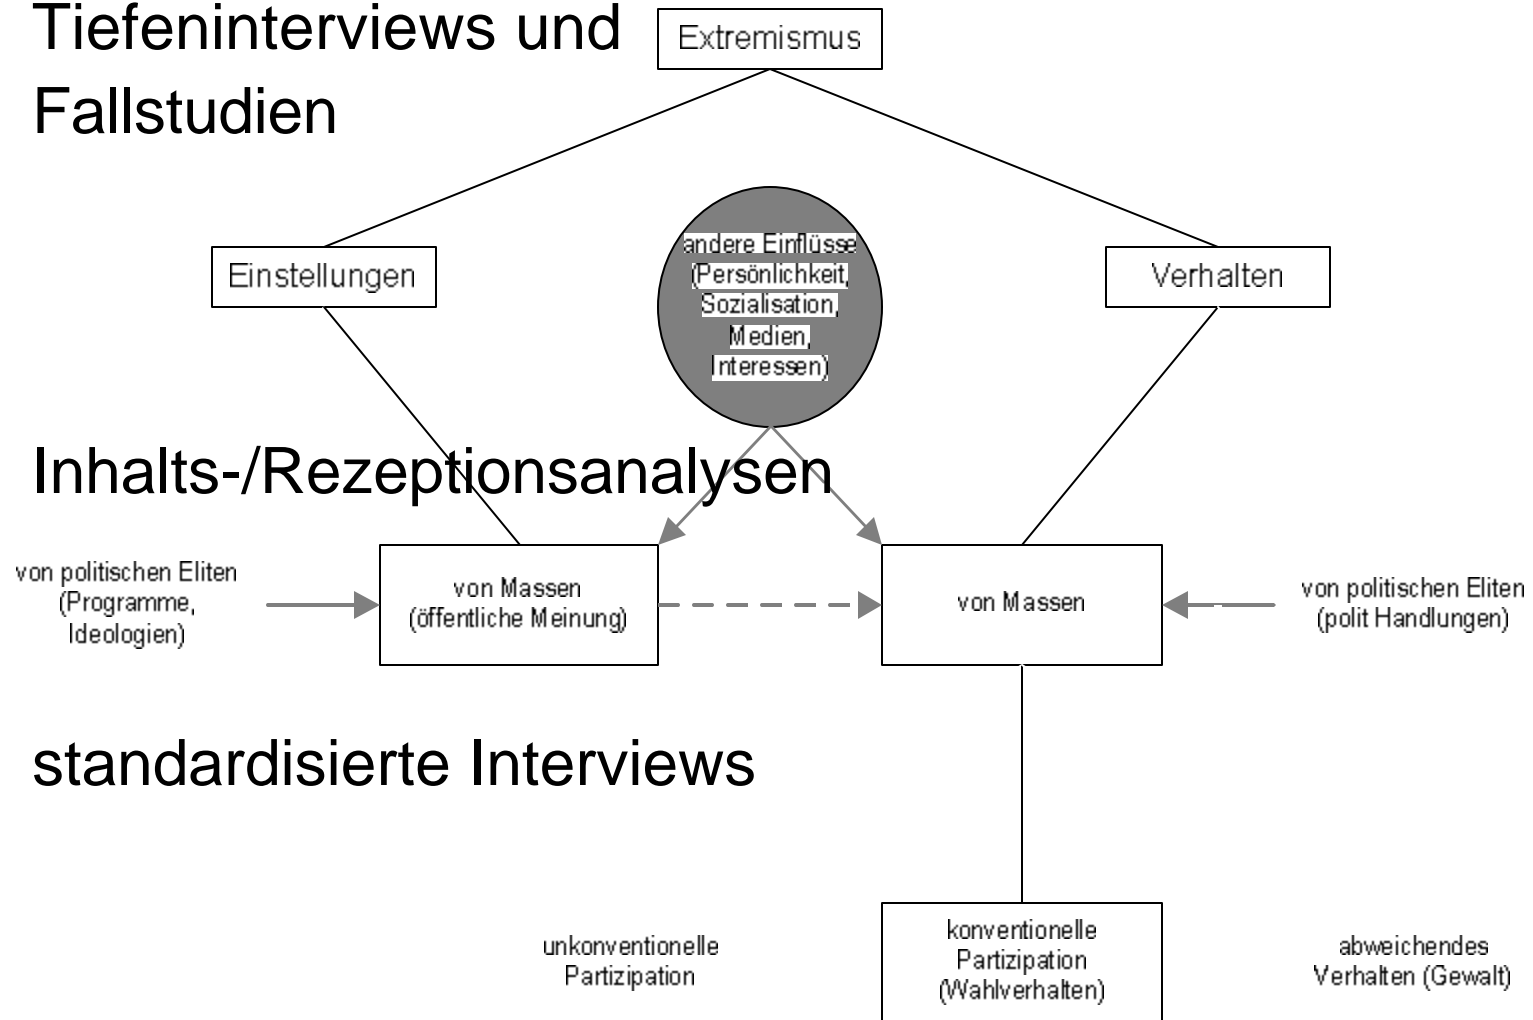 Tiefeninterviews und
Fallstudien
Extremismus
Einstellungen
andere Einflüsse
(Persönlichkeit,
Sozialisation,
Medien,
Interessen)
Verhalten
Inhalts-/Rezeptionsanalysen
von politischen Eliten
(Programme,
Ideologien)
von Massen
(öffentliche Meinung)
von Massen
von politischen Eliten
(polit Handlungen)
standardisierte Interviews
unkonventionelle
Partizipation
konventionelle
Partizipation
(Wahlverhalten)
abweichendes
Verhalten (Gewalt)